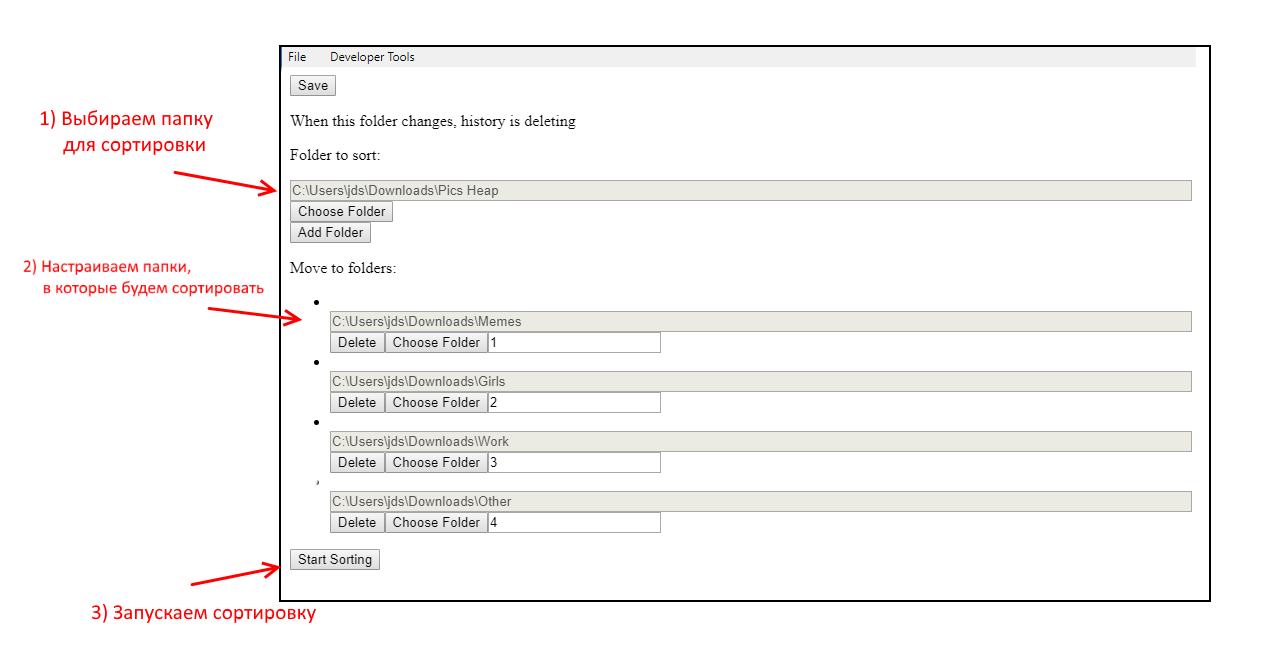 File Developer Tools
Save
1) Выбираем папку
для сортировки
When this folder changes, history is deleting
Folder to sort:
C:\Users\jds\Downloads\Pics Heap
Choose Folder
Add Folder
2) Настраиваем папки,
в которые будем сортировать
Move to folders:
C:\Users\jds\Downloads\Memes
Delete Choose Folder 1
C:\Users\jds\Downloads\Girls
Delete Choose Folder 2
C:\Users\jds\Downloads\Work
Delete Choose Folder 3
C:\Users\jds\Downloads\Other
Delete Choose Folder 4
Start Sorting
3) Запускаем сортировку